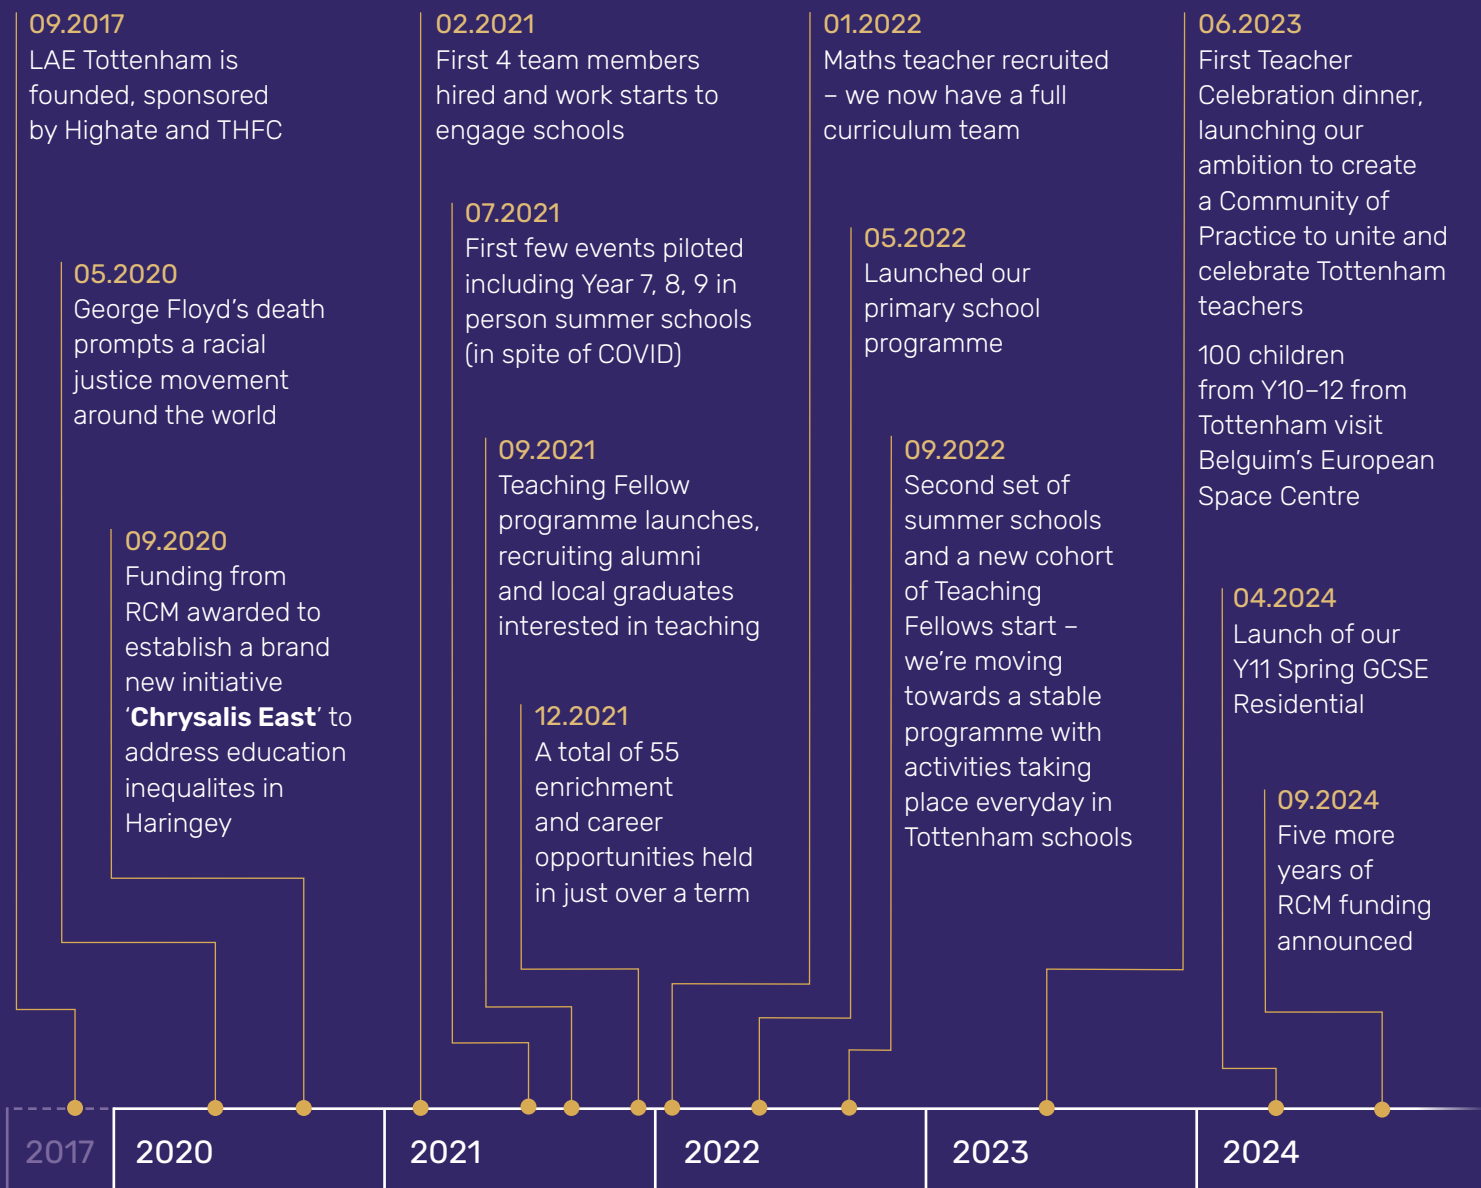 09.2017
LAE Tottenham is
founded, sponsored
by Highate and THFC
05.2020
George Floyd’s death
prompts a racial
justice movement
around the world
09.2020
Funding from
RCM awarded to
establish a brand
new initiative
‘Chrysalis East’ to
address education
inequalites in
Haringey
02.2021
First 4 team members
hired and work starts to
engage schools
07.2021
First few events piloted
including Year 7, 8, 9 in
person summer schools
(in spite of COVID)
09.2021
Teaching Fellow
programme launches,
recruiting alumni
and local graduates
interested in teaching
12.2021
A total of 55
enrichment
and career
opportunities held
in just over a term
01.2022
Maths teacher recruited
– we now have a full
curriculum team
05.2022
Launched our
primary school
programme
09.2022
Second set of
summer schools
and a new cohort
of Teaching
Fellows start –
we’re moving
towards a stable
programme with
activities taking
place everyday in
Tottenham schools
06.2023
First Teacher
Celebration dinner,
launching our
ambition to create
a Community of
Practice to unite and
celebrate Tottenham
teachers
100 children
from Y10–12 from
Tottenham visit
Belguim’s European
Space Centre
04.2024
Launch of our
Y11 Spring GCSE
Residential
09.2024
Five more
years of
RCM funding
announced
2017
2020
2021
2022
2023
2024